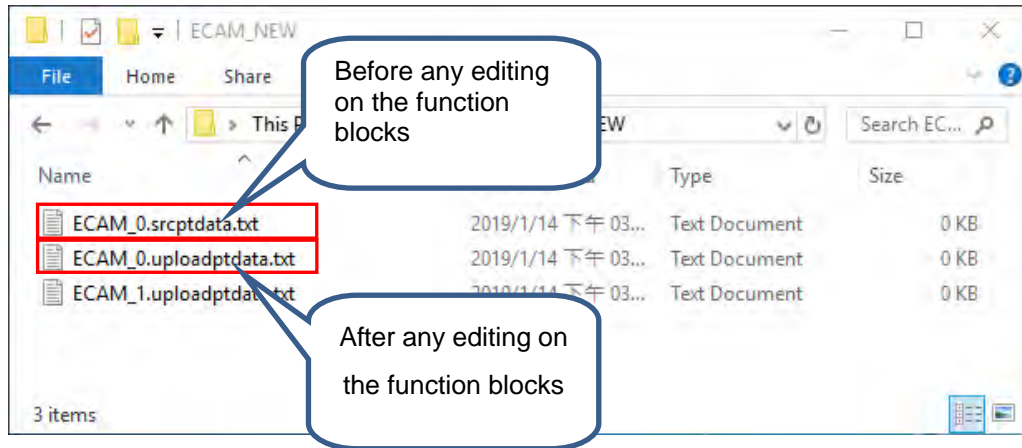 ECAM_NEW
Before any editing
on the function
blocks
File Home Share
This P EW Search EC...
Name Type Size
ECAM_0.srcptdata.txt 2019/1/14 下午 03... Text Document 0 KB
ECAM_0.uploadptdata.txt 2019/1/14 下午 03... Text Document 0 KB
ECAM_1.uploadptdata.txt 2019/1/14 下午 03... Text Document 0 KB
After any editing on
the function blocks
3 items